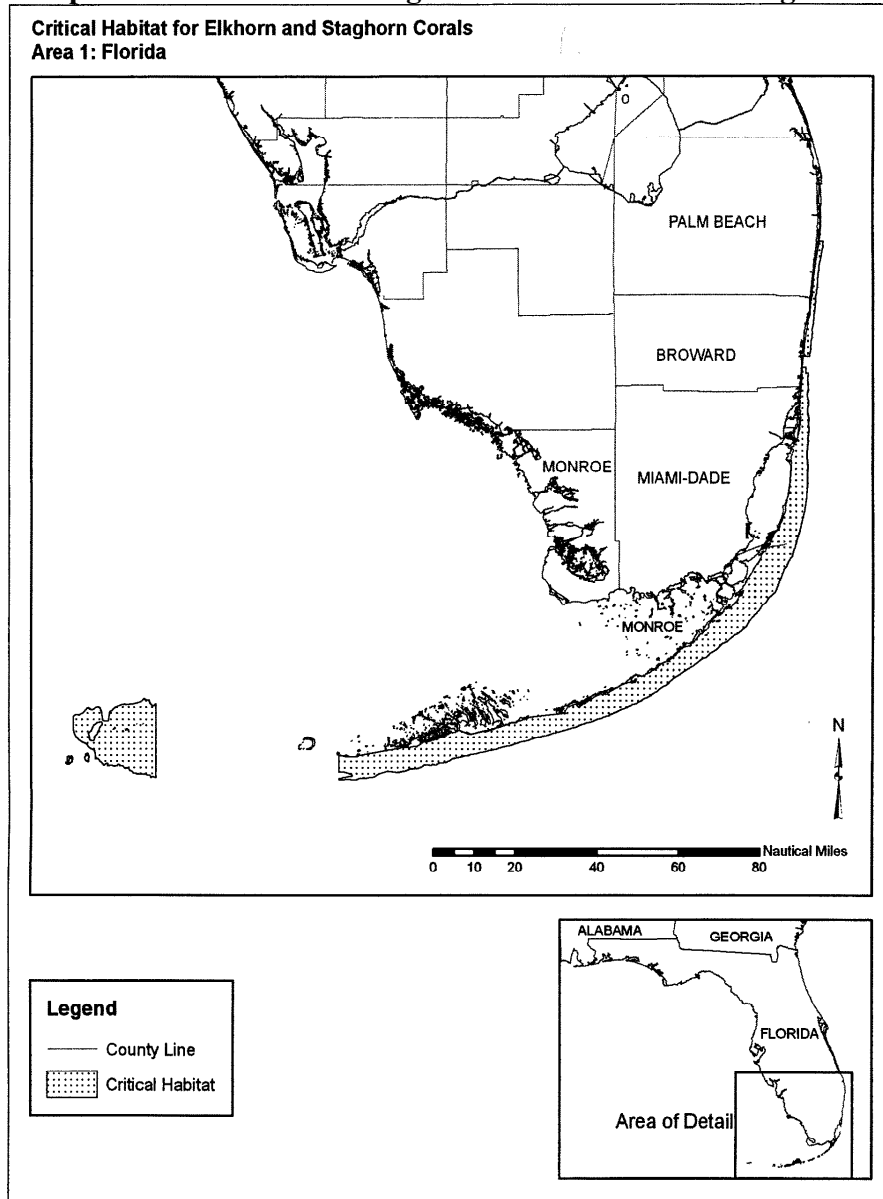 Critical Habitat for Elkhorn and Staghorn Corals
Area 1: Florida
PALM BEACH
BROWARD
MONROE
MIAMI-DADE
MONROE
N
Nautical Miles
0 10 20 40 60 80
ALABAMA
GEORGIA
FLORIDA
Area of Detail
Legend
County Line
Critical Habitat